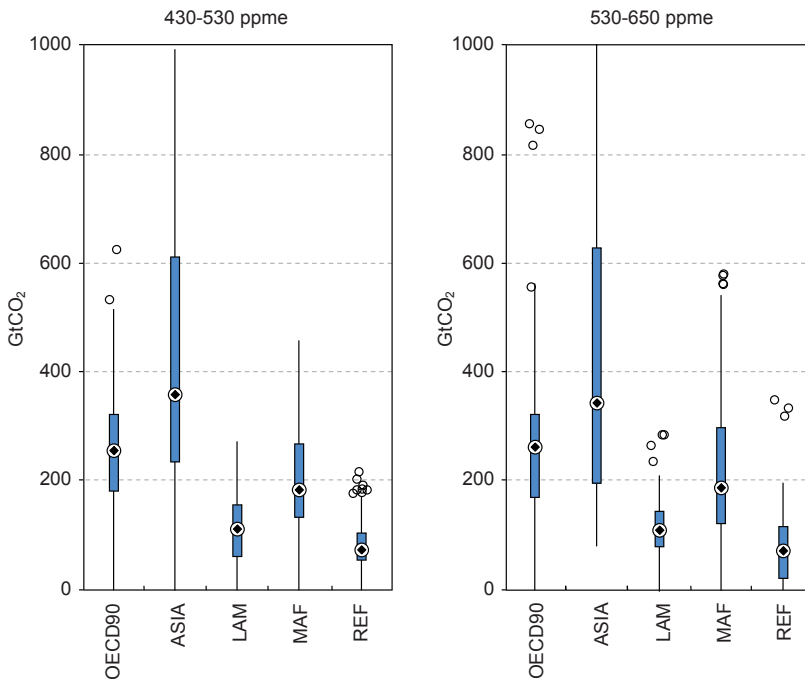 430-530 ppme
1000
800
600
400
200
0
GtCO₂
OECD90
ASIA
LAM
MAF
REF
530-650 ppme
1000
800
600
400
200
0
GtCO₂
OECD90
ASIA
LAM
MAF
REF